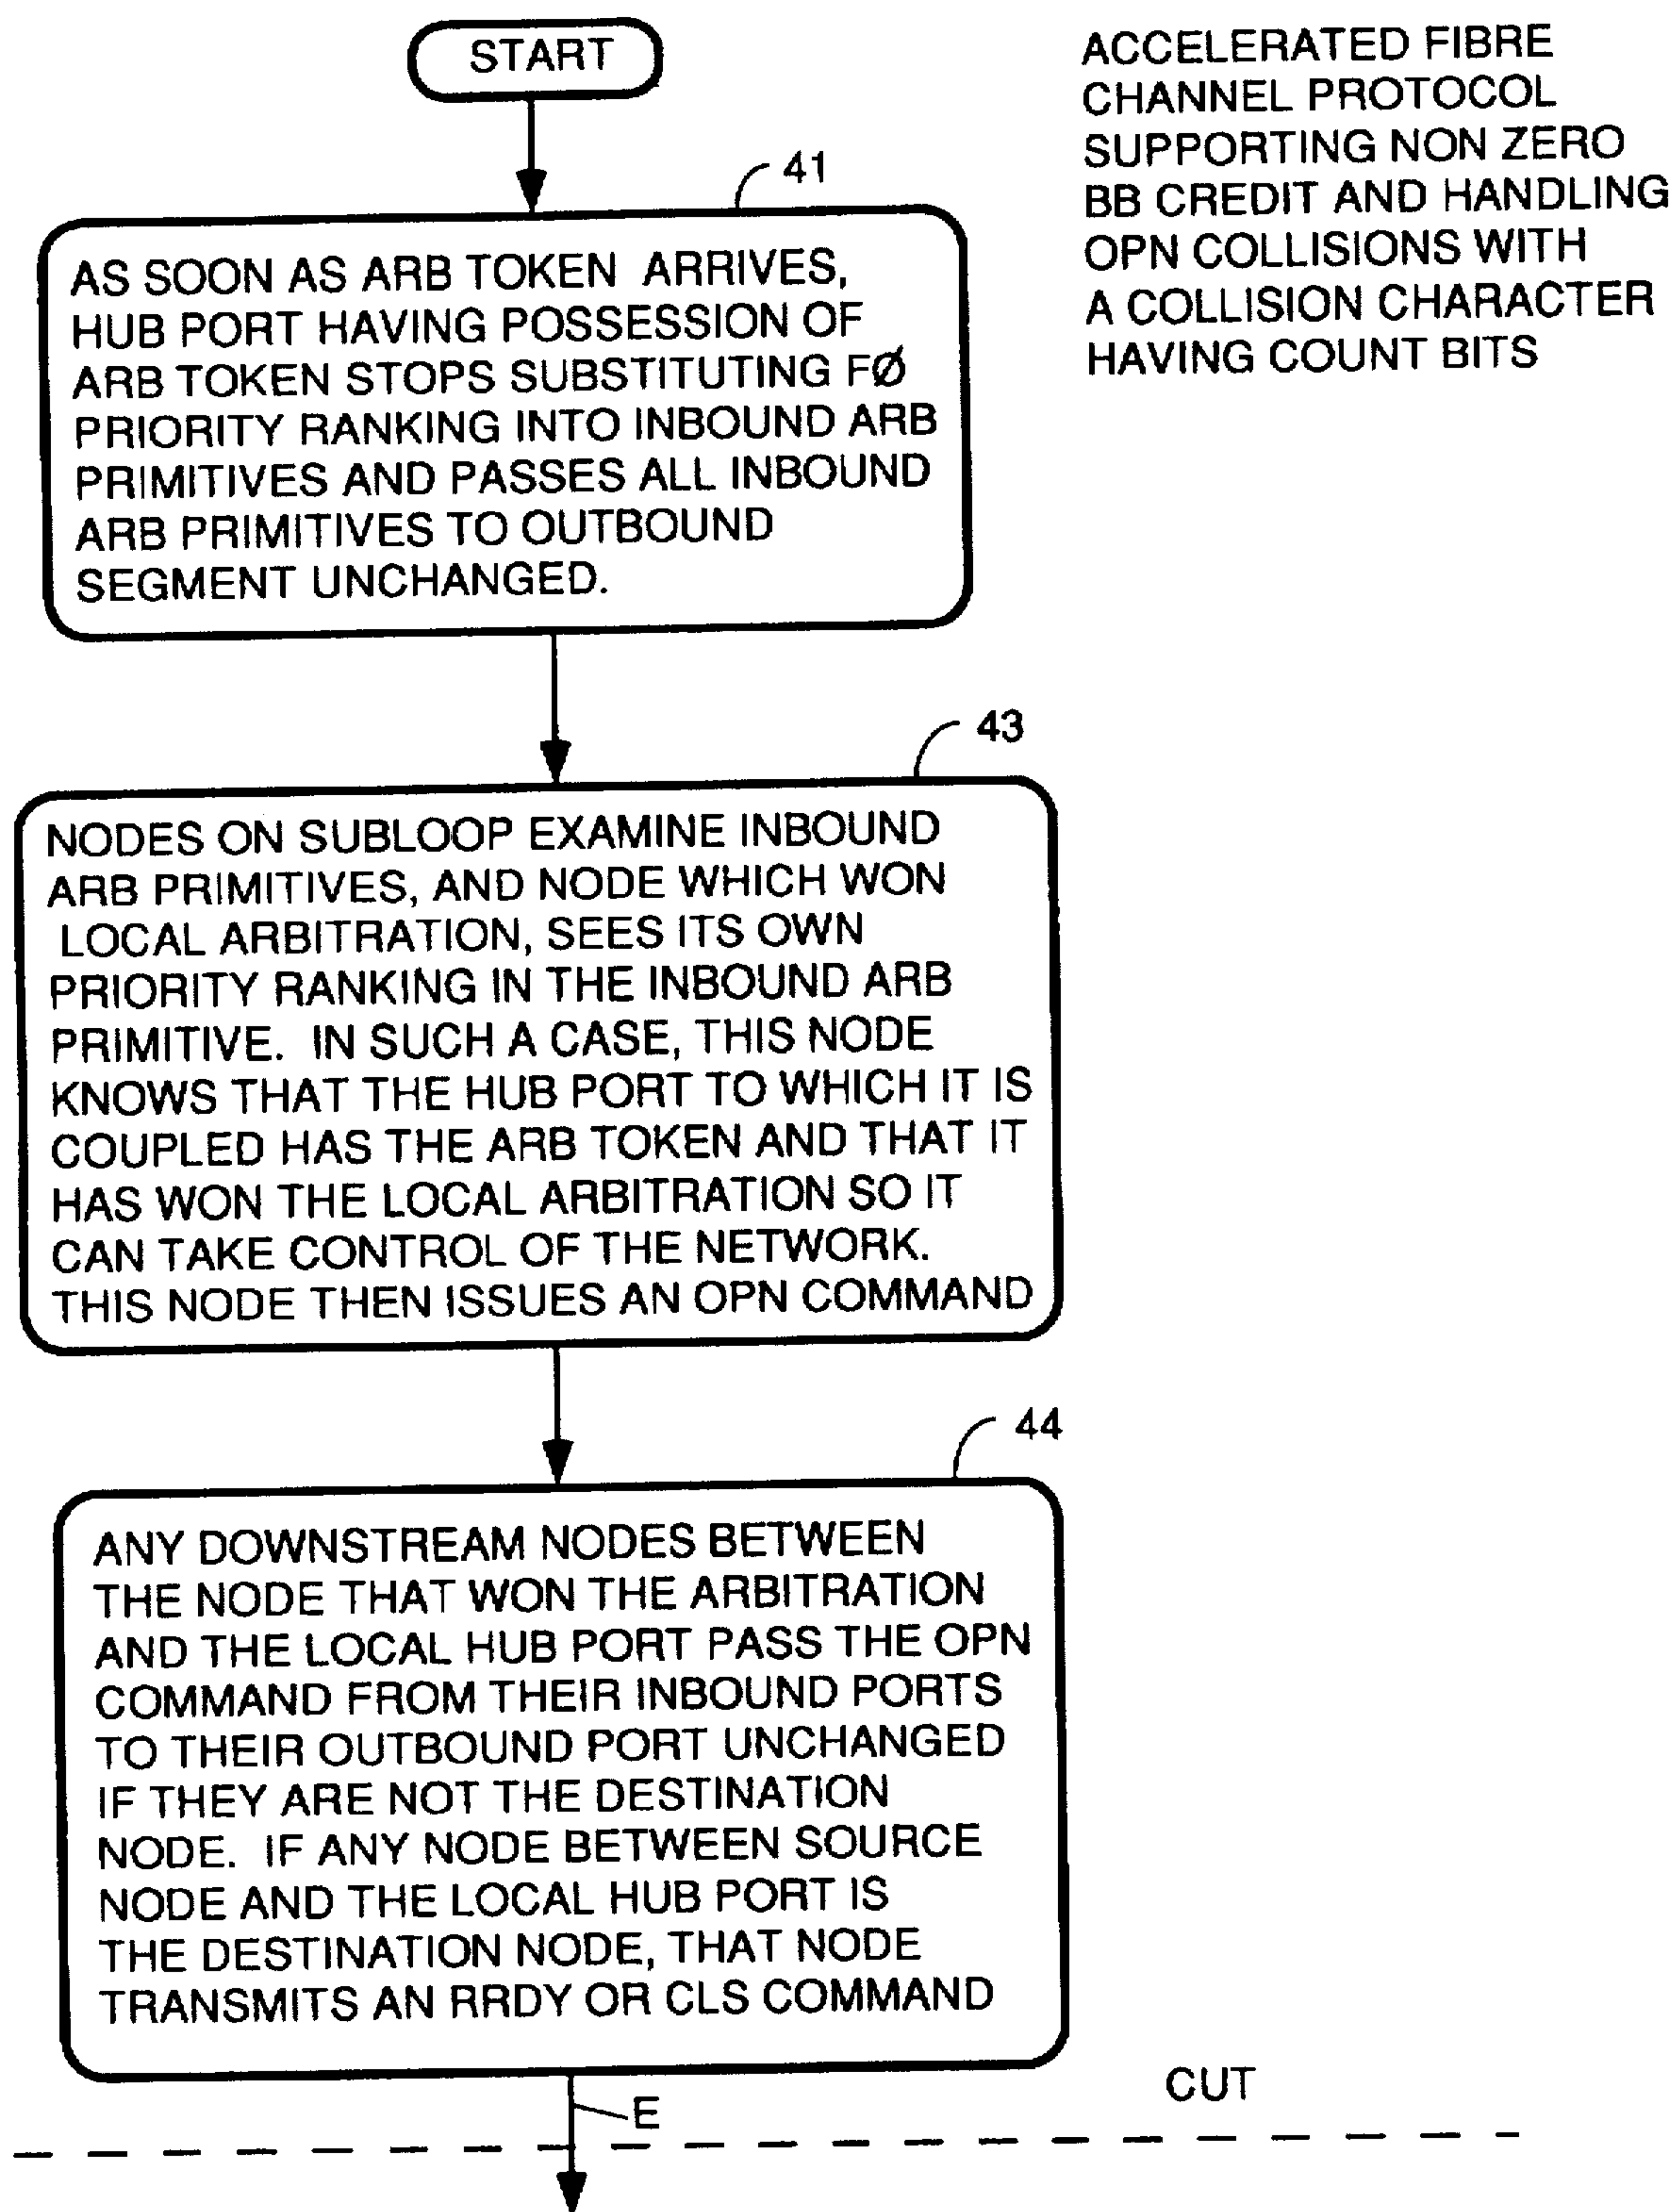 START
ACCELERATED FIBRE
CHANNEL PROTOCOL
SUPPORTING NON ZERO
BB CREDIT AND HANDLING
OPN COLLISIONS WITH
A COLLISION CHARACTER
HAVING COUNT BITS
41
AS SOON AS ARB TOKEN ARRIVES,
HUB PORT HAVING POSSESSION OF
ARB TOKEN STOPS SUBSTITUTING FØ
PRIORITY RANKING INTO INBOUND ARB
PRIMITIVES AND PASSES ALL INBOUND
ARB PRIMITIVES TO OUTBOUND
SEGMENT UNCHANGED.
43
NODES ON SUBLOOP EXAMINE INBOUND
ARB PRIMITIVES, AND NODE WHICH WON
LOCAL ARBITRATION, SEES ITS OWN
PRIORITY RANKING IN THE INBOUND ARB
PRIMITIVE. IN SUCH A CASE, THIS NODE
KNOWS THAT THE HUB PORT TO WHICH IT IS
COUPLED HAS THE ARB TOKEN AND THAT IT
HAS WON THE LOCAL ARBITRATION SO IT
CAN TAKE CONTROL OF THE NETWORK.
THIS NODE THEN ISSUES AN OPN COMMAND
44
ANY DOWNSTREAM NODES BETWEEN
THE NODE THAT WON THE ARBITRATION
AND THE LOCAL HUB PORT PASS THE OPN
COMMAND FROM THEIR INBOUND PORTS
TO THEIR OUTBOUND PORT UNCHANGED
IF THEY ARE NOT THE DESTINATION
NODE. IF ANY NODE BETWEEN SOURCE
NODE AND THE LOCAL HUB PORT IS
THE DESTINATION NODE, THAT NODE
TRANSMITS AN RRDY OR CLS COMMAND
CUT
E